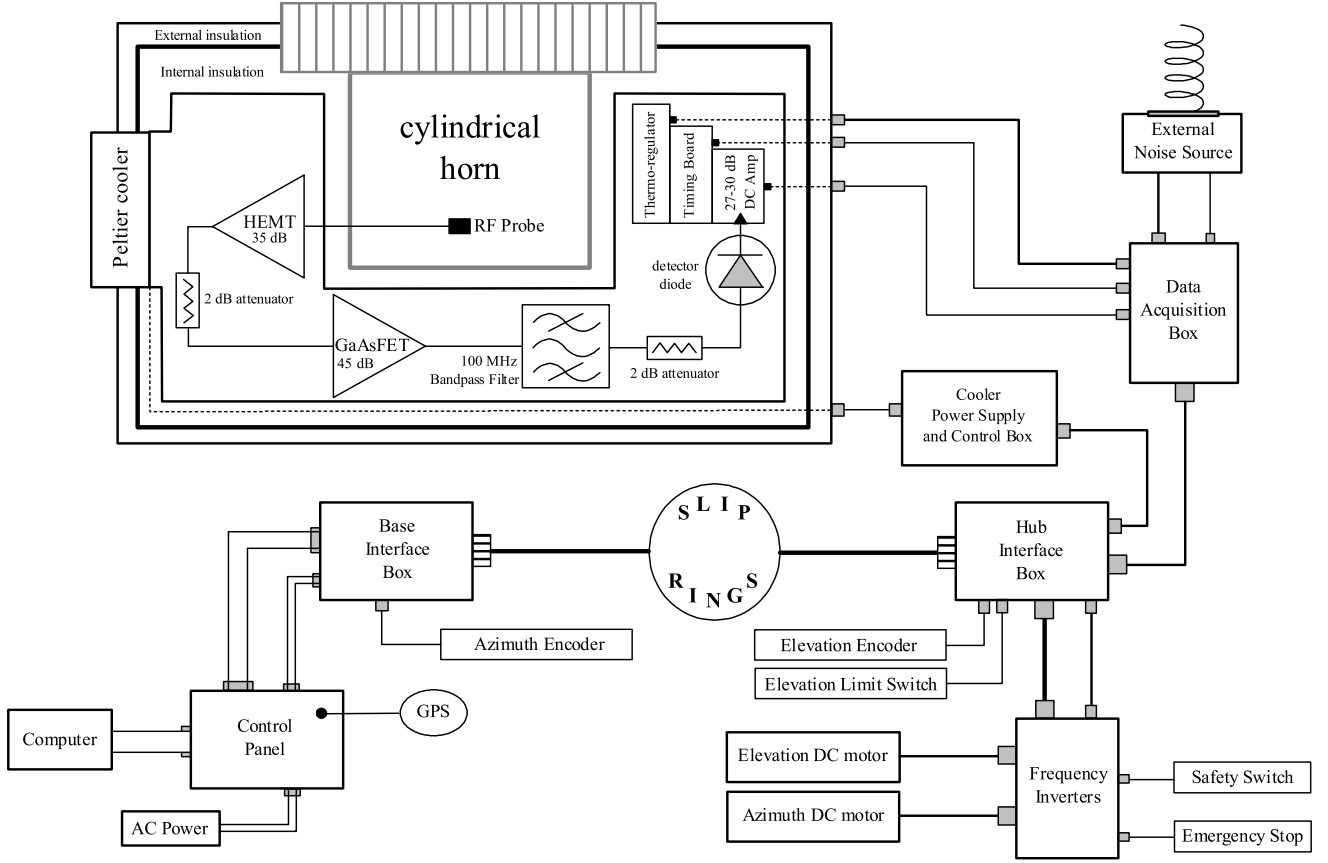 External insulation
Internal insulation
cylindrical
horn
Peltier cooler
HEMT
35 dB
RF Probe
2 dB attenuator
GaAsFET
45 dB
100 MHz
Bandpass Filter
2 dB attenuator
detector
diode
Thermo-regulator
Timing Board
27-30 dB
DC Amp
External
Noise Source
Data
Acquisition
Box
Cooler
Power Supply
and Control Box
Base
Interface
Box
SLIP
RINGS
Hub
Interface
Box
Azimuth Encoder
Elevation Encoder
Elevation Limit Switch
Computer
Control
Panel
GPS
AC Power
Elevation DC motor
Azimuth DC motor
Frequency
Inverters
Safety Switch
Emergency Stop